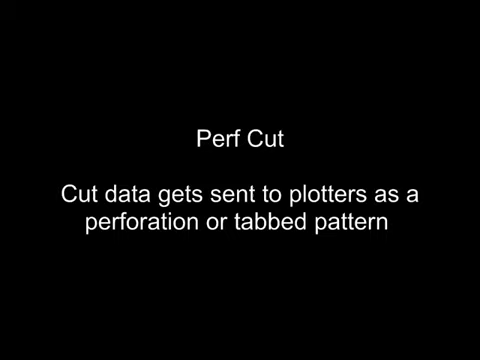 Perf Cut
Cut data gets sent to plotters as a
perforation or tabbed pattern